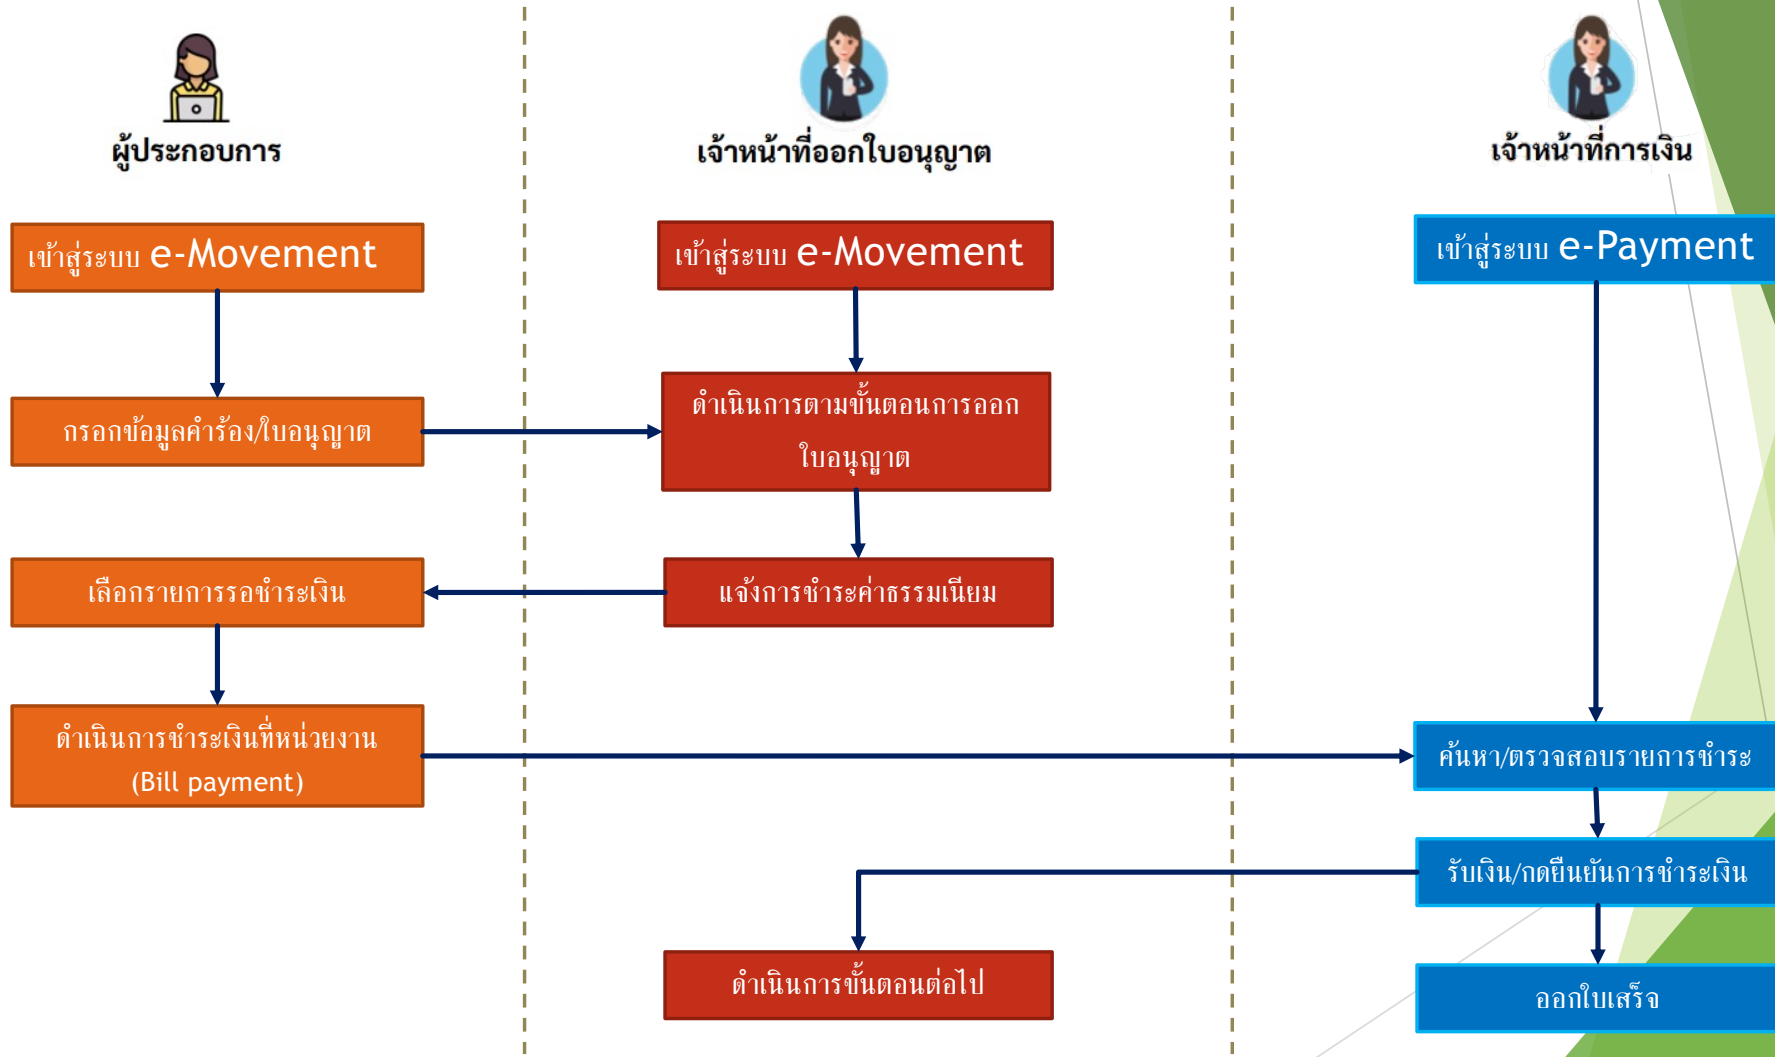 ผู้ประกอบการ
เจ้าหน้าที่ออกใบอนุญาต
เจ้าหน้าที่การเงิน
เข้าสู่ระบบ e-Movement
เข้าสู่ระบบ e-Movement
เข้าสู่ระบบ e-Payment
กรอกข้อมูลคำร้อง/ใบอนุญาต
ดำเนินการตามขั้นตอนการออก
ใบอนุญาต
เลือกรายการรอชำระเงิน
แจ้งการชำระค่าธรรมเนียม
ดำเนินการชำระเงินที่หน่วยงาน
(Bill payment)
ค้นหา/ตรวจสอบรายการชำระ
รับเงิน/กดยืนยันการชำระเงิน
ดำเนินการขั้นตอนต่อไป
ออกใบเสร็จ